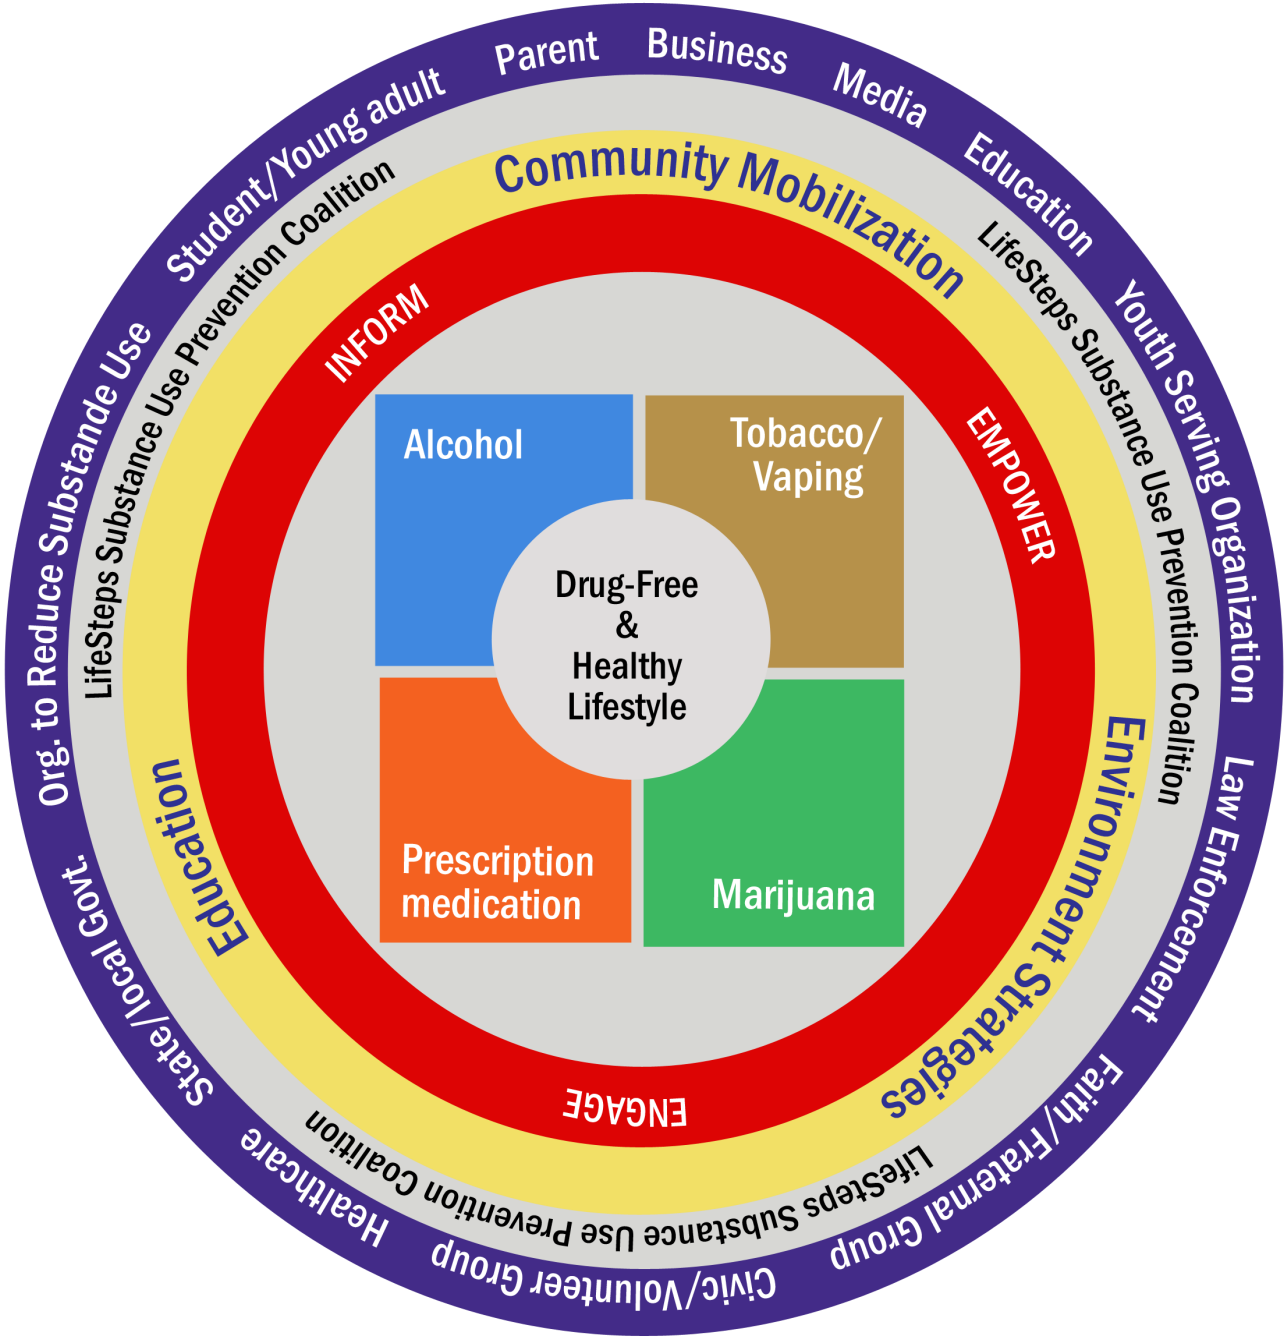 Parent
Business
Media
Education
Youth Serving Organization
Law Enforcement
Faith/Fraternal Group
Civic/Volunteer Group
Healthcare
State/local Govt.
Org. to Reduce Substande Use
Student/Young adult
LifeSteps Substance Use Prevention Coalition
LifeSteps Substance Use Prevention Coalition
LifeSteps Substance Use Prevention Coalition
Community Mobilization
Environment Strategies
Education
INFORM
EMPOWER
ENGAGE
Alcohol
Tobacco/
Vaping
Drug-Free
&
Healthy
Lifestyle
Prescription
medication
Marijuana